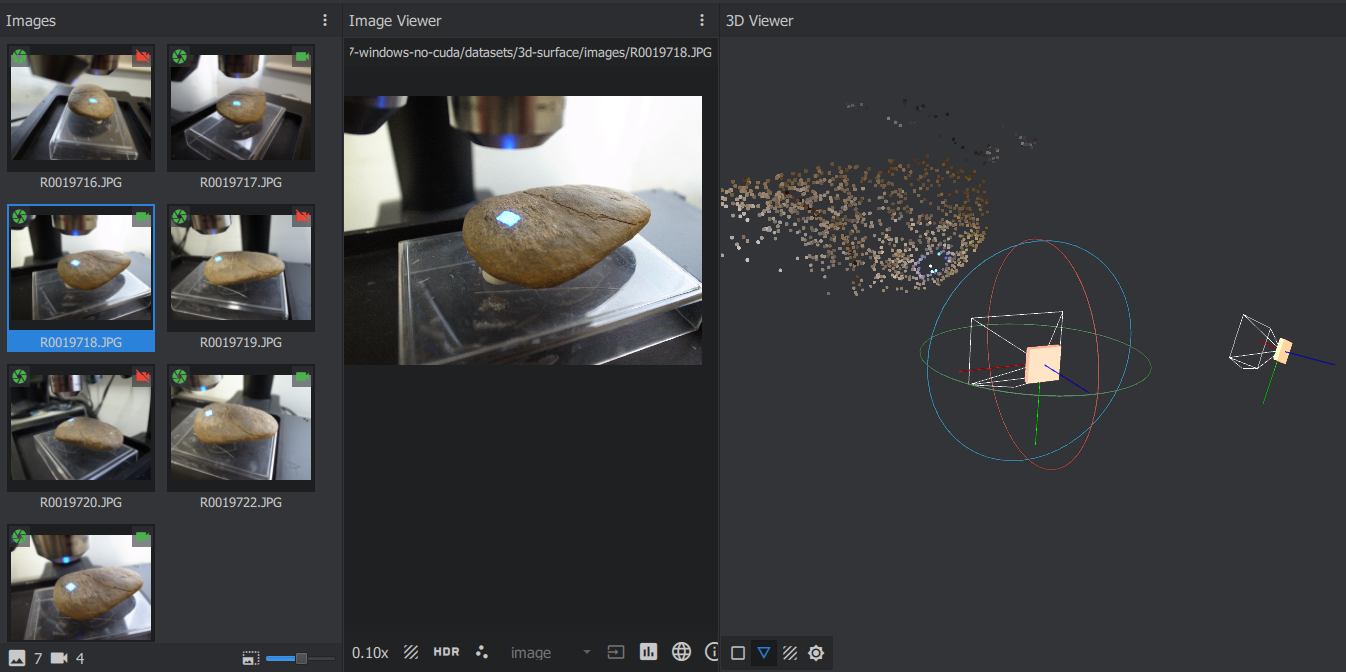 Images
Image Viewer
3D Viewer
7-windows-no-cuda/datasets/3d-surface/images/R0019718.JPG
R0019716.JPG
R0019717.JPG
R0019718.JPG
R0019719.JPG
R0019720.JPG
R0019722.JPG
7
4
0.10x
HDR
image